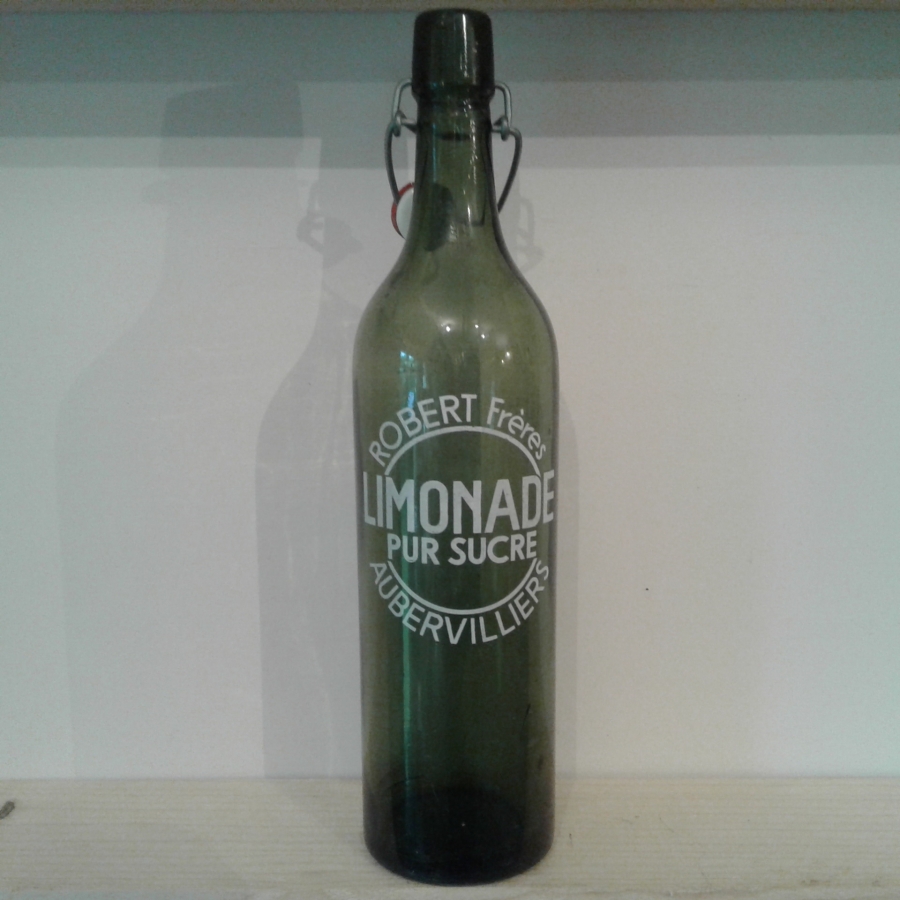 ROBERT Frères
LIMONADE
PUR SUCRE
AUBERVILLIERS